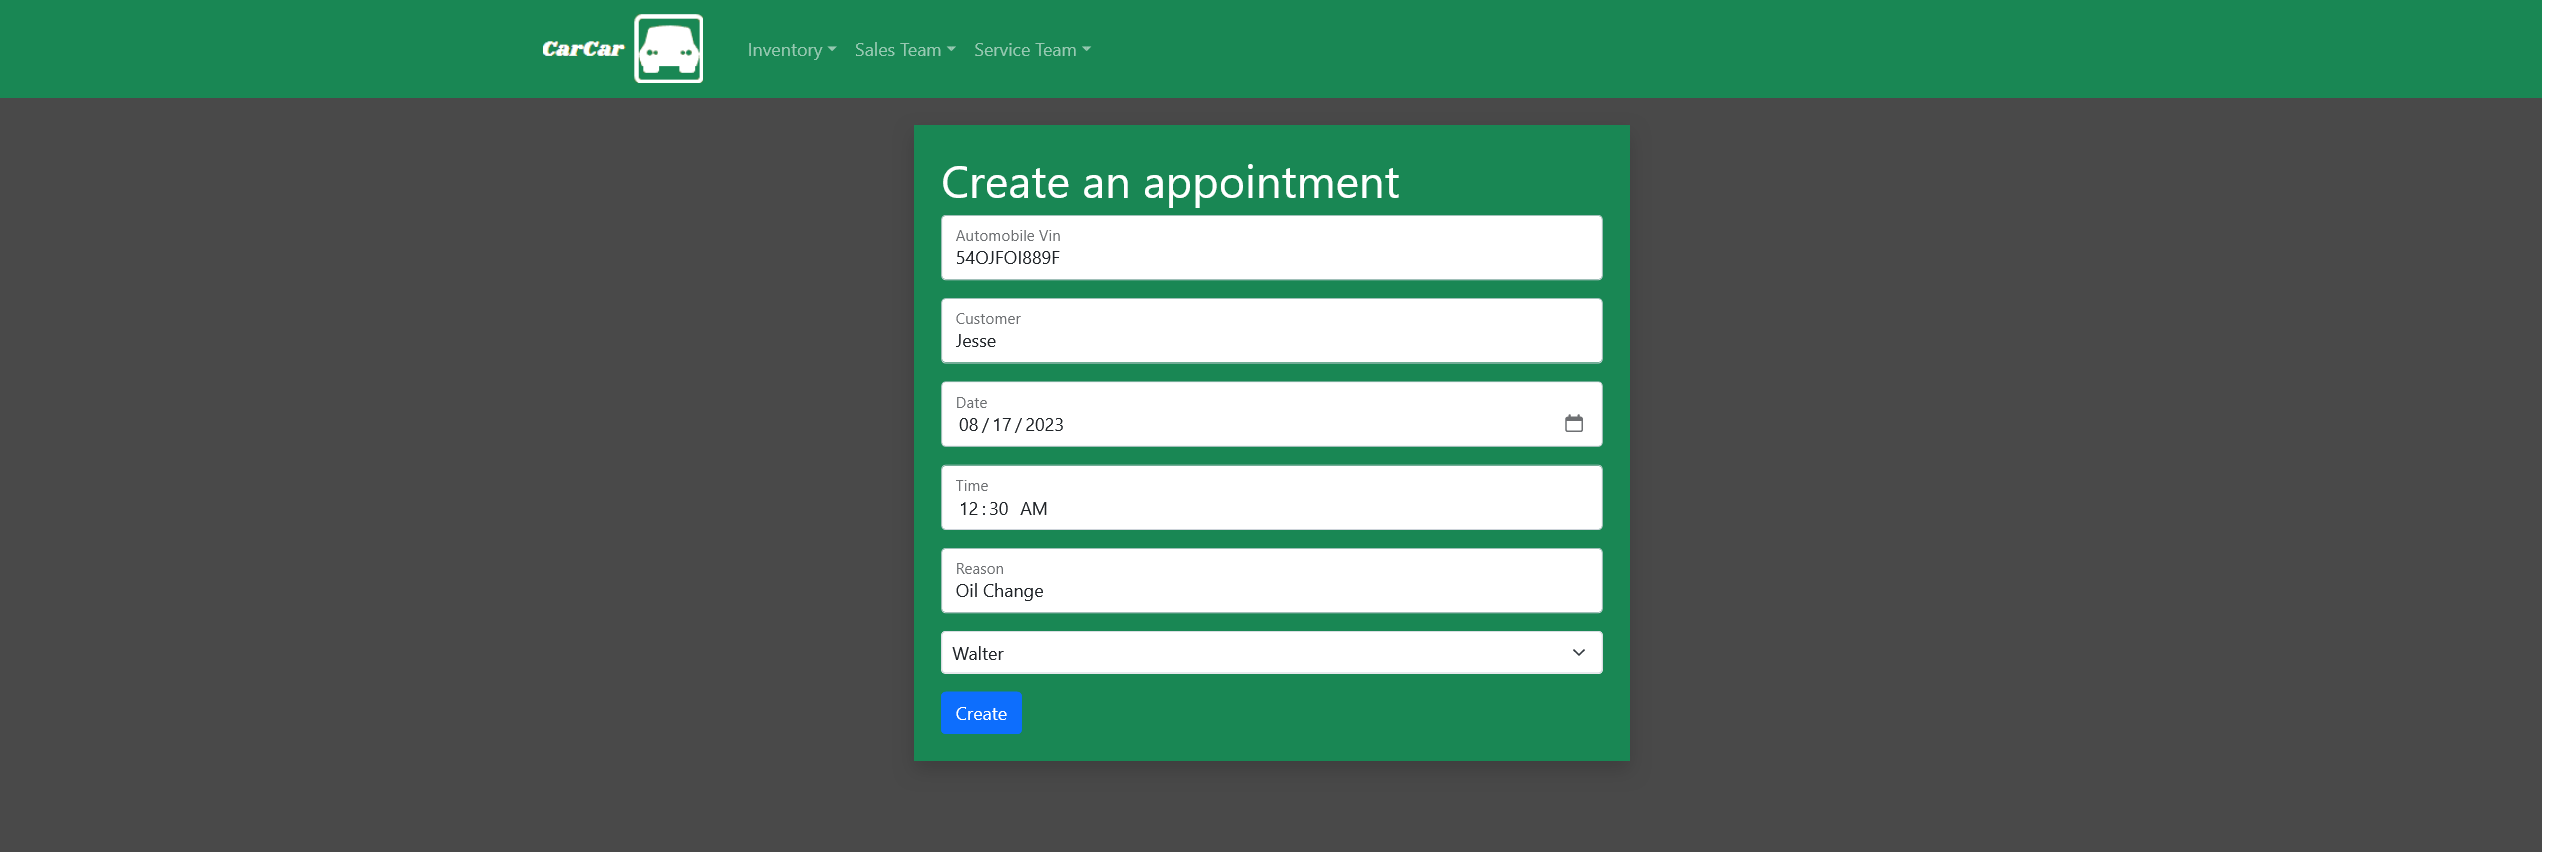 CarCar
Inventory Sales Team Service Team
Create an appointment
Automobile Vin
54OJFOI889F
Customer
Jesse
Date
08/17/2023
Time
12:30 AM
Reason
Oil Change
Walter
Create